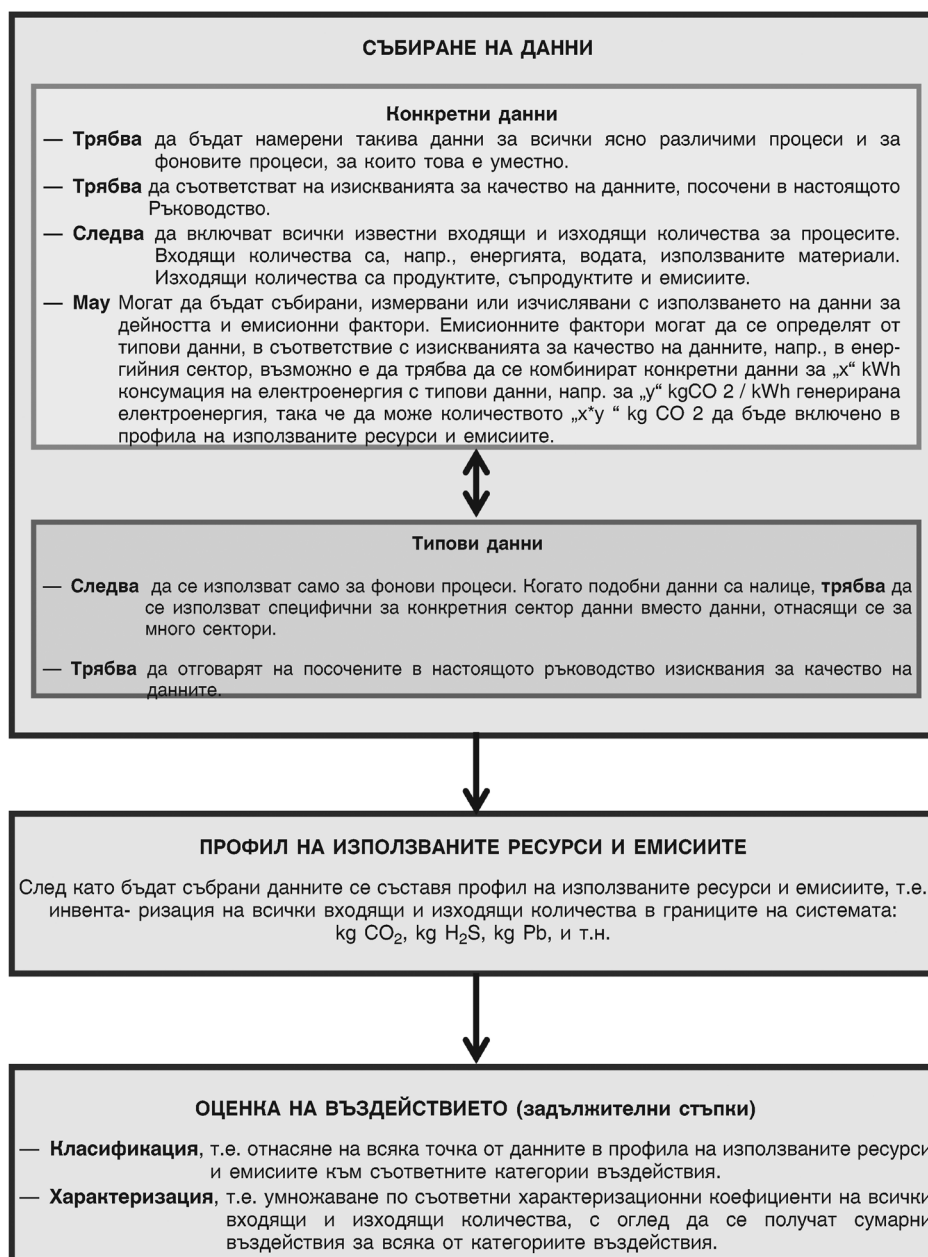 СЪБИРАНЕ НА ДАННИ
Конкретни данни
— Трябва да бъдат намерени такива данни за всички ясно различими процеси и за
фоновите процеси, за които това е уместно.
— Трябва да съответстват на изискванията за качество на данните, посочени в настоящото
Ръководство.
— Следва да включват всички известни входящи и изходящи количества за процесите.
Входящи количества са, напр., енергията, водата, използваните материали.
Изходящи количества са продуктите, съпродуктите и емисиите.
— May Могат да бъдат събирани, измервани или изчислявани с използването на данни за
дейността и емисионни фактори. Емисионните фактори могат да се определят от
типови данни, в съответствие с изискванията за качество на данните, напр., в енер-
гийния сектор, възможно е да трябва да се комбинират конкретни данни за „x“ kWh
консумация на електроенергия с типови данни, напр. за „y“ kgCO 2 / kWh генерирана
електроенергия, така че да може количеството „x*y “ kg CO 2 да бъде включено в
профила на използваните ресурси и емисиите.
Типови данни
— Следва да се използват само за фонови процеси. Когато подобни данни са налице, трябва да
се използват специфични за конкретния сектор данни вместо данни, отнасящи се за
много сектори.
— Трябва да отговарят на посочените в настоящото ръководство изисквания за качество на
данните.
ПРОФИЛ НА ИЗПОЛЗВАНИТЕ РЕСУРСИ И ЕМИСИИТЕ
След като бъдат събрани данните се съставя профил на използваните ресурси и емисиите, т.е.
инвента- ризация на всички входящи и изходящи количества в границите на системата:
kg CO₂, kg H₂S, kg Pb, и т.н.
ОЦЕНКА НА ВЪЗДЕЙСТВИЕТО (задължителни стъпки)
— Класификация, т.е. отнасяне на всяка точка от данните в профила на използваните ресурси
и емисиите към съответните категории въздействия.
— Характеризация, т.е. умножаване по съответни характеризационни коефициенти на всички
входящи и изходящи количества, с оглед да се получат сумарни
въздействия за всяка от категориите въздействия.